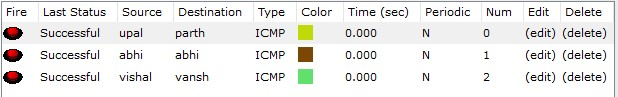 Fire Last Status Source Destination Type Color Time (sec) Periodic Num Edit Delete
Successful upal parth ICMP 0.000 N 0 (edit) (delete)
Successful abhi abhi ICMP 0.000 N 1 (edit) (delete)
Successful vishal vansh ICMP 0.000 N 2 (edit) (delete)